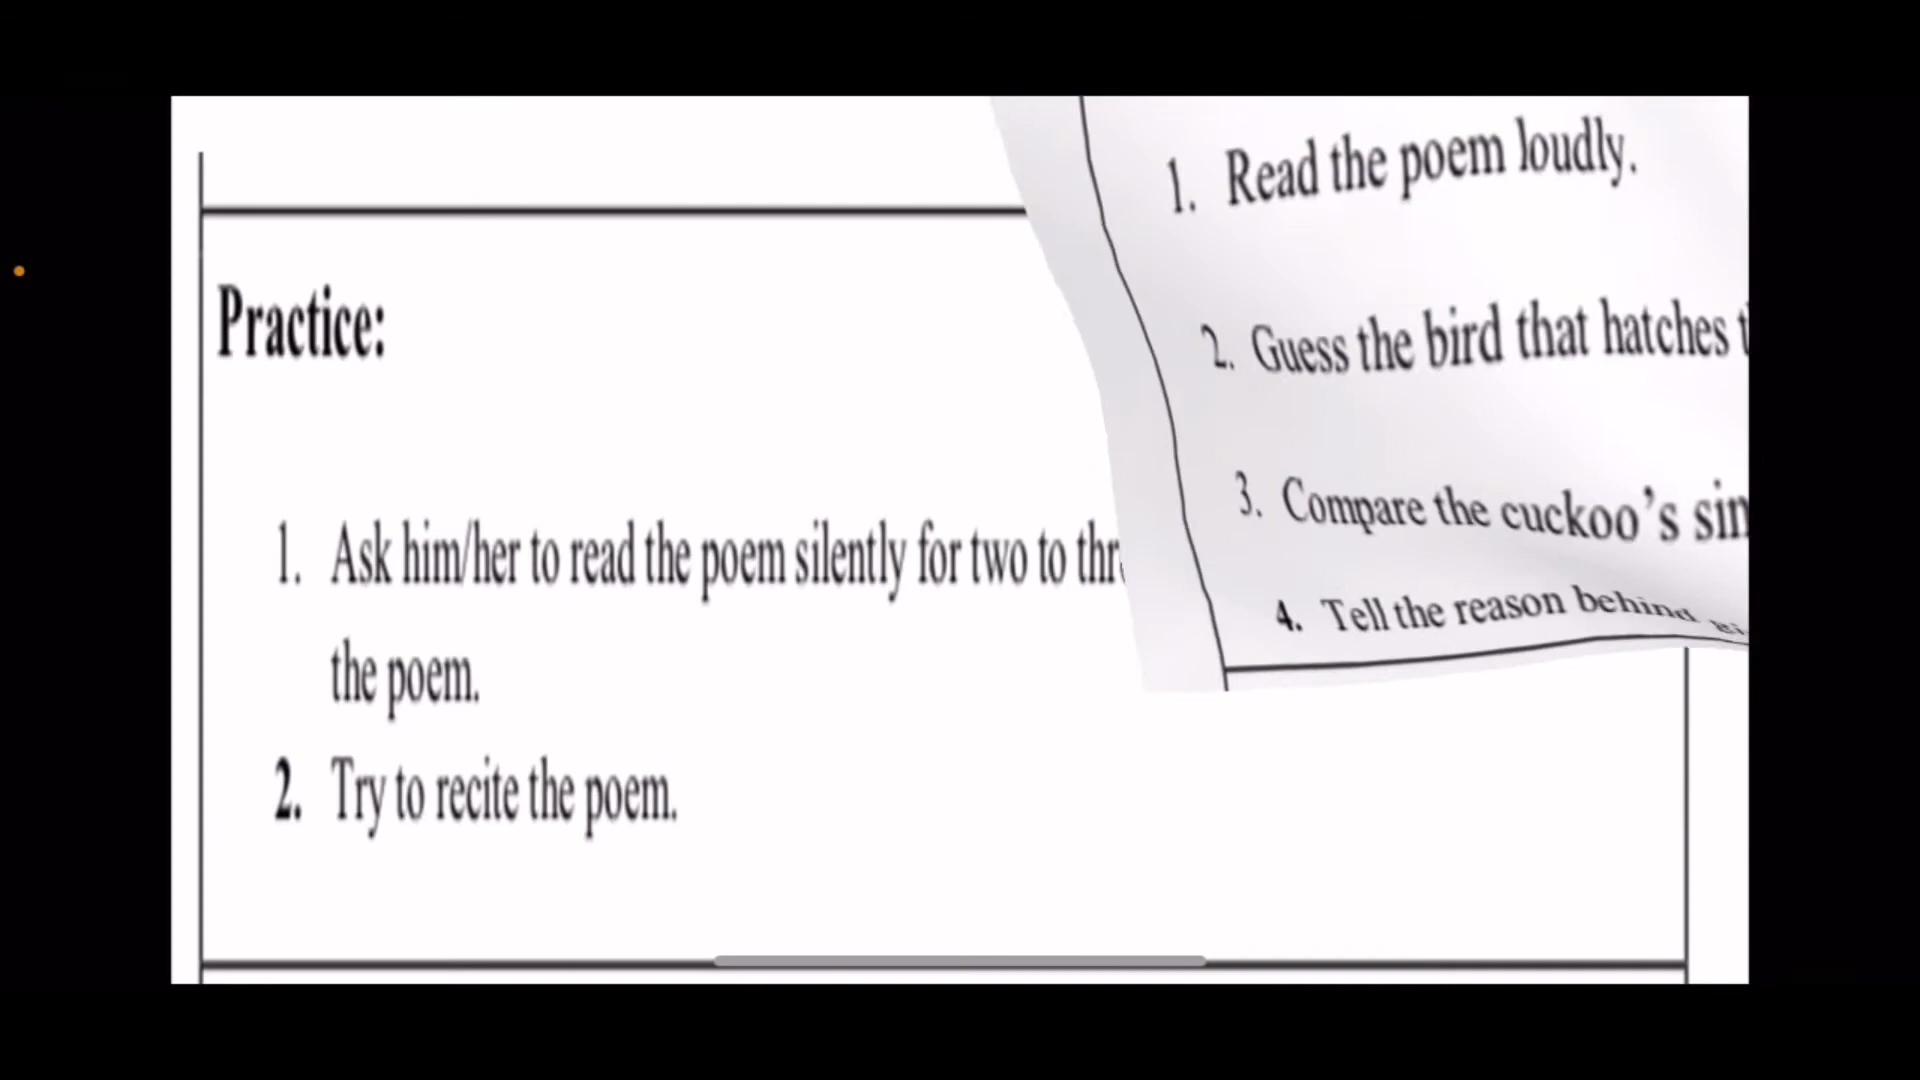 Practice:
1. Ask him/her to read the poem silently for two to
the poem.
2. Try to recite the poem.
1. Read the poem loudly.
2. Guess the bird that hatches
3. Compare the cuckoo's
4. Tell the reason behind